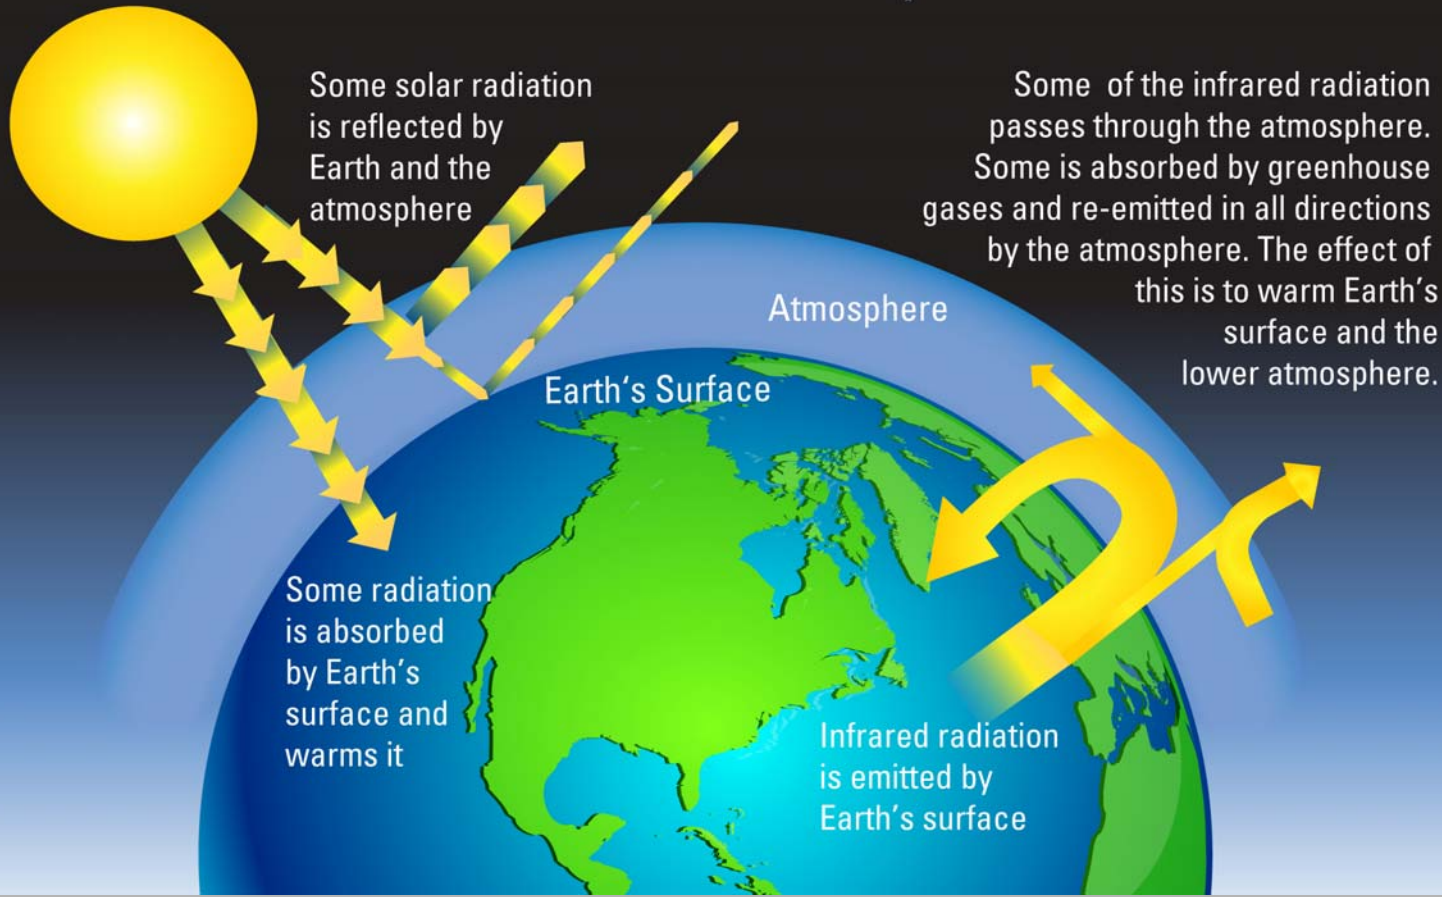 Some solar radiation
is reflected by
Earth and the
atmosphere
Some of the infrared radiation
passes through the atmosphere.
Some is absorbed by greenhouse
gases and re-emitted in all directions
by the atmosphere. The effect of
this is to warm Earth's
surface and the
lower atmosphere.
Atmosphere
Earth‘s Surface
Some radiation
is absorbed
by Earth's
surface and
warms it
Infrared radiation
is emitted by
Earth's surface